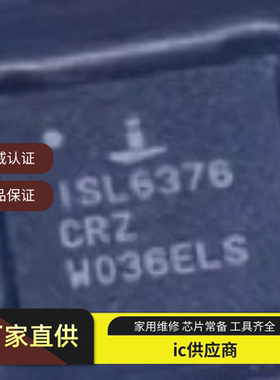 ISL6376
CRZ
W036ELS
诚认证
品保证
厂家直供
家用维修 芯片常备 工具齐全
ic供应商